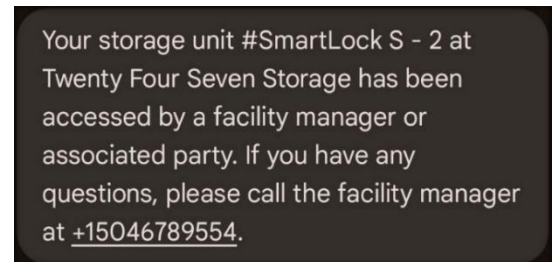 Your storage unit #SmartLock S - 2 at
Twenty Four Seven Storage has been
accessed by a facility manager or
associated party. If you have any
questions, please call the facility manager
at +15046789554.